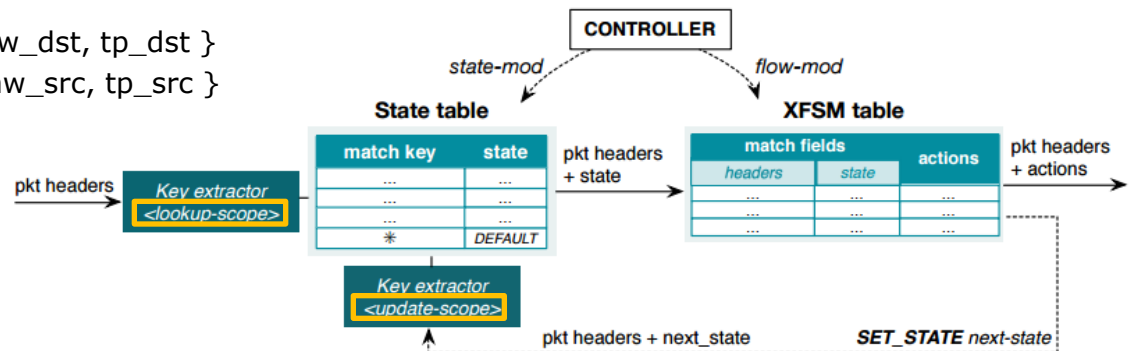 w_dst, tp_dst }
w_src, tp_src }
CONTROLLER
state-mod
flow-mod
State table
XFSM table
match key state
... ...
... ...
... ...
* DEFAULT
pkt headers
Key extractor
<lookup-scope>
pkt headers
+ state
match fields actions
headers state
... ... ...
... ... ...
... ... ...
pkt headers
+ actions
Key extractor
<update-scope>
pkt headers + next_state
SET_STATE next-state